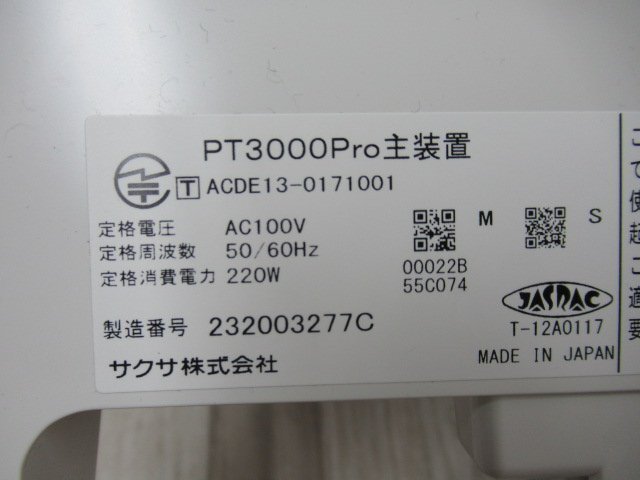 PT3000Pro主装置
T ACDE13-0171001
定格電圧 AC100V
定格周波数 50/60Hz
定格消費電力 220W
M
S
00022B
55C074
JASRAC
T-12A0117
製造番号 232003277C
サクサ株式会社
MADE IN JAPAN
こ
で
使
起
こ
適
要